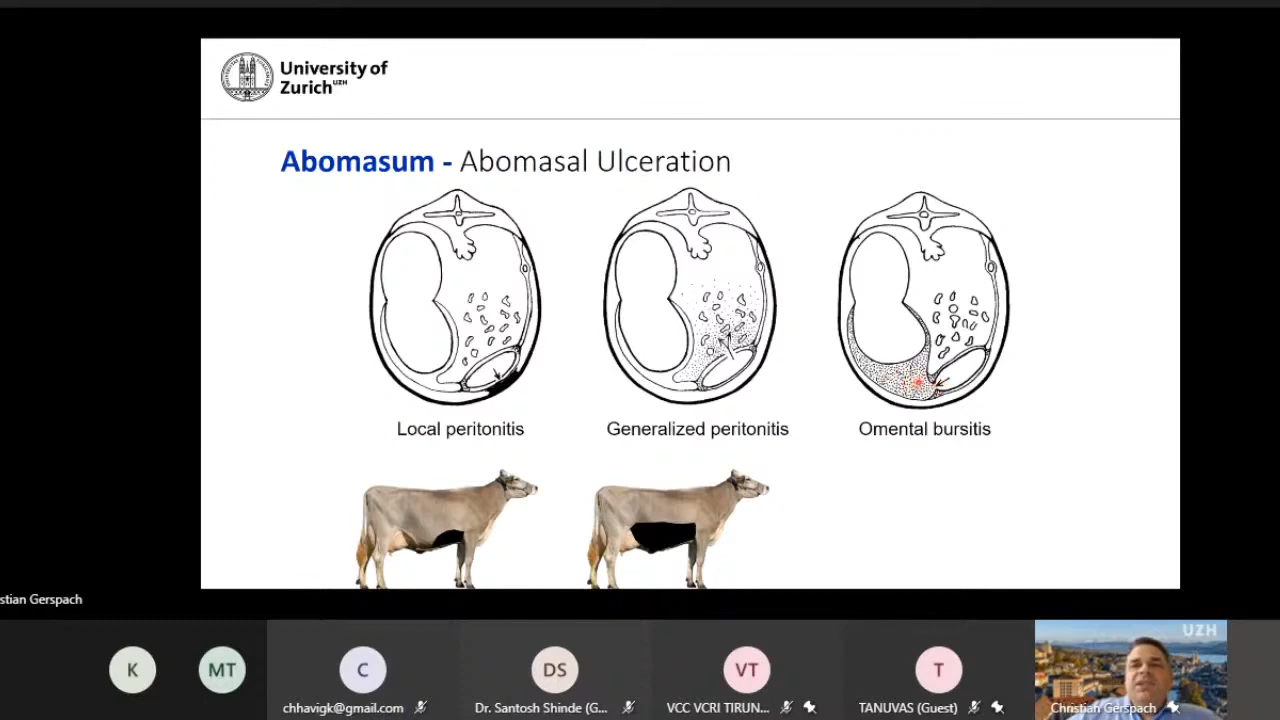 University of
Zurich UZH
Abomasum - Abomasal Ulceration
Local peritonitis
Generalized peritonitis
Omental bursitis
stian Gerspach
K
MT
C
chhavigk@gmail.com
DS
Dr. Santosh Shinde (G...
VT
VCC VCRI TIRUN...
T
TANUVAS (Guest)
UZH
Christian Gerspach